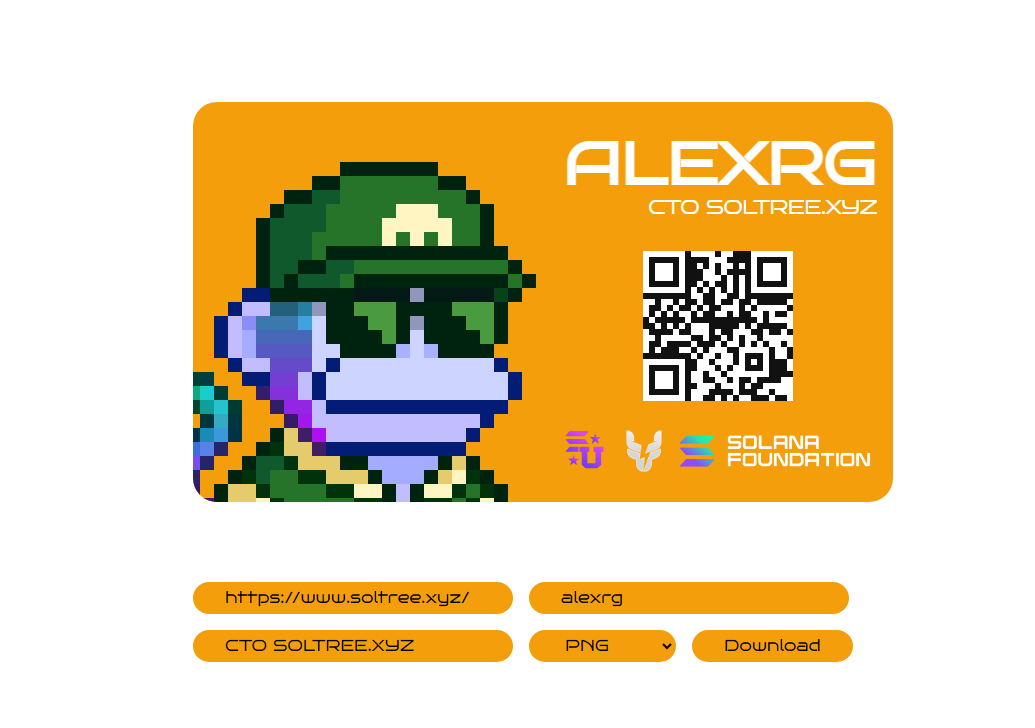 ALEXRG
CTO SOLTREE.XYZ
SOLANA
FOUNDATION
https://www.soltree.xyz/
alexrg
CTO SOLTREE.XYZ
PNG
Download